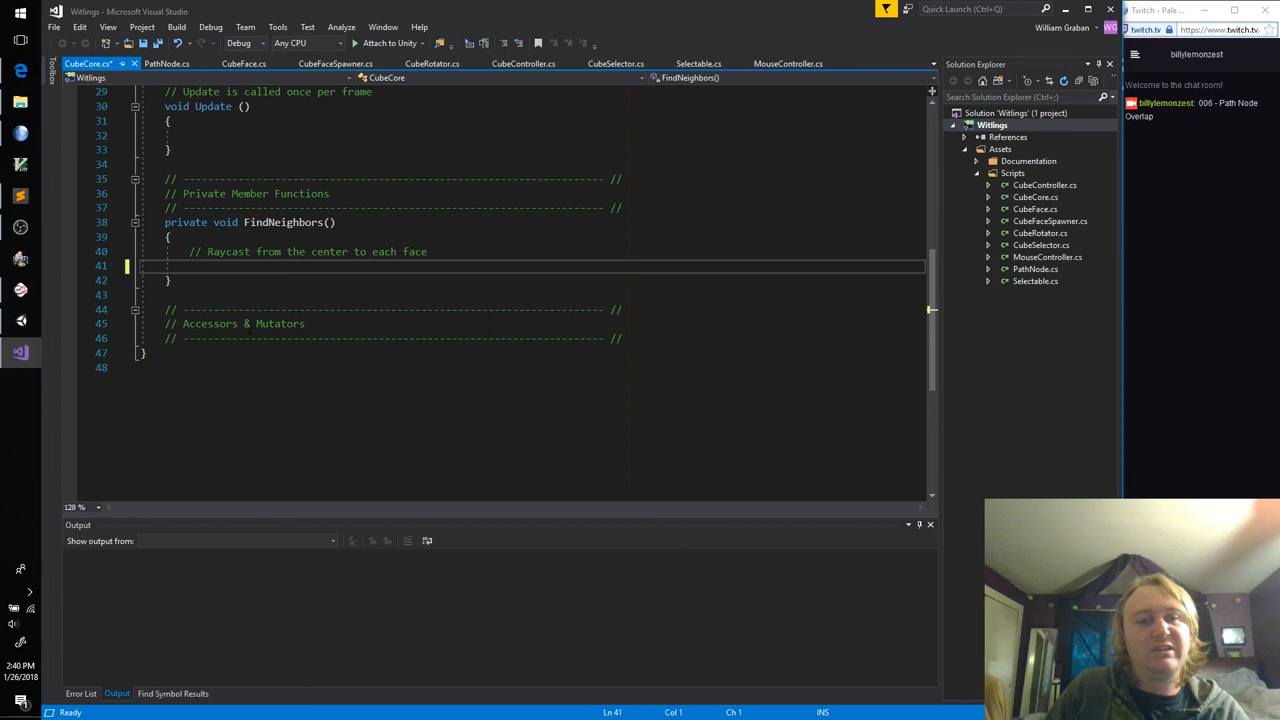 Witlings - Microsoft Visual Studio
Quick Launch (Ctrl+Q)
Twitch - Pale ...
File Edit View Project Build Debug Team Tools Test Analyze Window Help
William Graban WG
twitch.tv https://www.twitch.tv.
Debug Any CPU Attach to Unity
billylemonzest
CubeCore.cs* PathNode.cs CubeFace.cs CubeFaceSpawner.cs CubeRotator.cs CubeController.cs CubeSelector.cs Selectable.cs MouseController.cs
Solution Explorer
Toolbox
Witlings CubeCore FindNeighbors()
Welcome to the chat room!
Search Solution Explorer (Ctrl+;)
billylemonzest: 006 - Path Node
Overlap
Solution 'Witlings' (1 project)
Witlings
References
Assets
Documentation
Scripts
CubeController.cs
CubeCore.cs
CubeFace.cs
CubeFaceSpawner.cs
CubeRotator.cs
CubeSelector.cs
MouseController.cs
PathNode.cs
Selectable.cs
29 // Update is called once per frame
30 void Update ()
31 {
32
33 }
34
35 // ---------------------------------------------------------------------- //
36 // Private Member Functions
37 // ---------------------------------------------------------------------- //
38 private void FindNeighbors()
39 {
40 // Raycast from the center to each face
41
42 }
43
44 // ---------------------------------------------------------------------- //
45 // Accessors & Mutators
46 // ---------------------------------------------------------------------- //
47 }
48
128 %
Output
Show output from:
Error List Output Find Symbol Results
2:40 PM
1/26/2018
Ready Ln 41 Col 1 Ch 1 INS